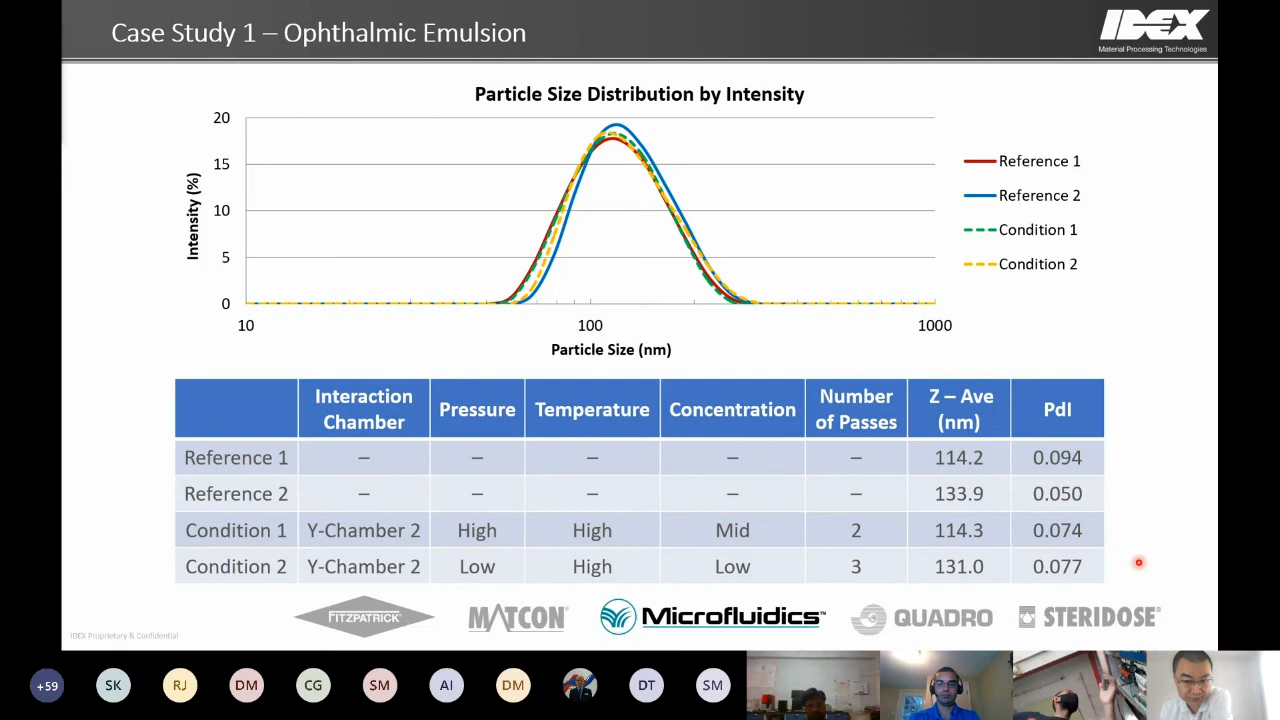 Case Study 1 – Ophthalmic Emulsion
IDEX
Material Processing Technologies
Particle Size Distribution by Intensity
20
15
10
5
0
Intensity (%)
10
100
1000
Particle Size (nm)
Reference 1
Reference 2
Condition 1
Condition 2
Interaction Chamber Pressure Temperature Concentration Number of Passes Z – Ave (nm) PdI
Reference 1 – – – – – 114.2 0.094
Reference 2 – – – – – 133.9 0.050
Condition 1 Y-Chamber 2 High High Mid 2 114.3 0.074
Condition 2 Y-Chamber 2 Low High Low 3 131.0 0.077
FITZPATRICK
MATCON
Microfluidics™
QUADRO
STERIDOSE
IDEX Proprietary & Confidential
+59 SK RJ DM CG SM AI DM DT SM